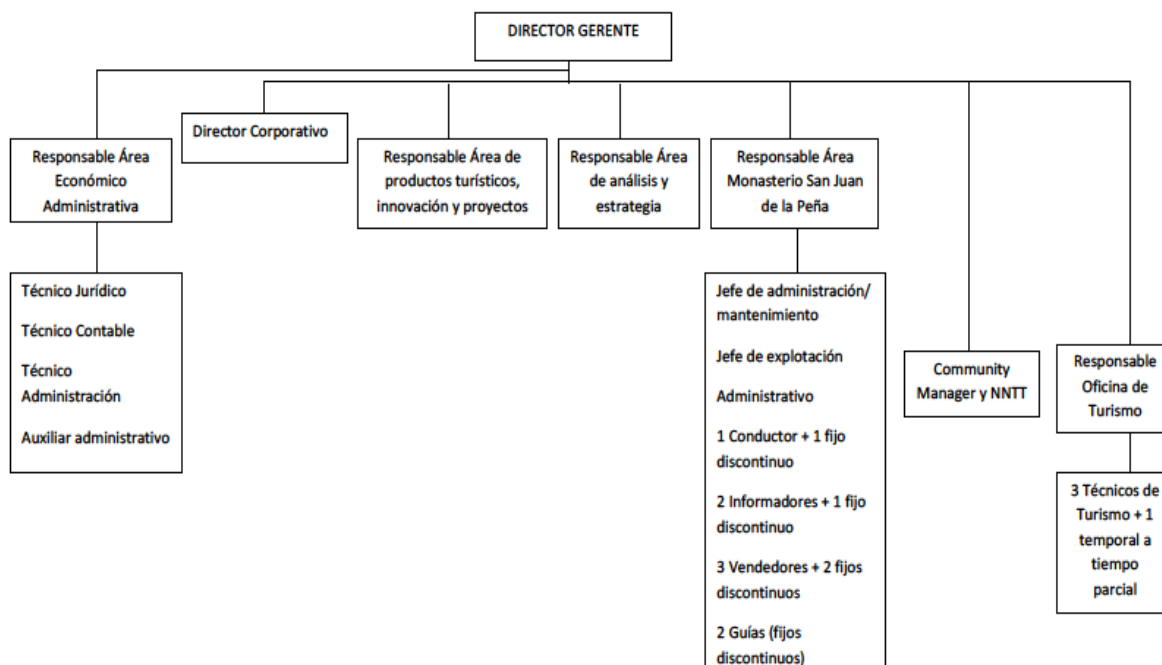 DIRECTOR GERENTE
Director Corporativo
Responsable Área
Económico
Administrativa
Responsable Área de
productos turísticos,
innovación y proyectos
Responsable Área
de análisis y
estrategia
Responsable Área
Monasterio San Juan
de la Peña
Técnico Jurídico
Técnico Contable
Técnico
Administración
Auxiliar administrativo
Jefe de administración/
mantenimiento
Jefe de explotación
Administrativo
1 Conductor + 1 fijo
discontinuo
2 Informadores + 1 fijo
discontinuo
3 Vendedores + 2 fijos
discontinuos
2 Guías (fijos
discontinuos)
Community
Manager y NNTT
Responsable
Oficina de
Turismo
3 Técnicos de
Turismo + 1
temporal a
tiempo
parcial